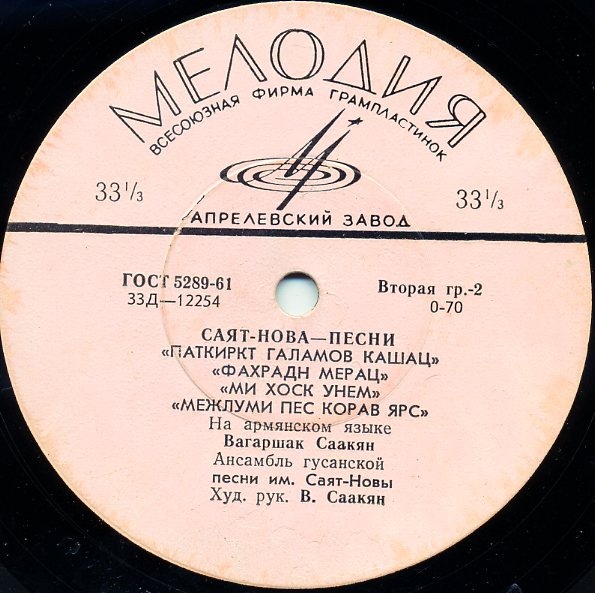 МЕЛОДИЯ
ВСЕСОЮЗНАЯ ФИРМА ГРАМПЛАСТИНОК
33 1/3
33 1/3
АПРЕЛЕВСКИЙ ЗАВОД
ГОСТ 5289-61
Вторая гр.-2
33Д—12254
0-70
САЯТ-НОВА—ПЕСНИ
«ПАТКИРКТ ГАЛАМОВ КАШАЦ»
«ФАХРАДН МЕРАЦ»
«МИ ХОСК УНЕМ»
«МЕЖЛУМИ ПЕС КОРАВ ЯРС»
На армянском языке
Вагаршак Саакян
Ансамбль гусанской
песни им. Саят-Новы
Худ. рук. В. Саакян